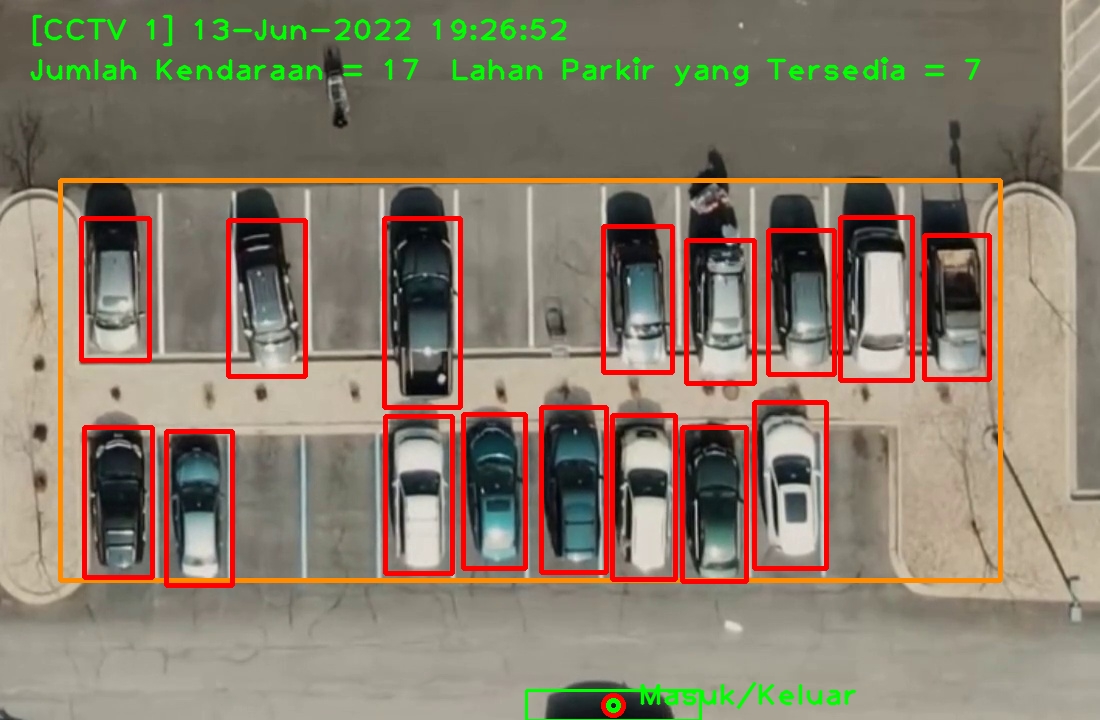 [CCTV 1] 13-Jun-2022 19:26:52
Jumlah Kendaraan = 17 Lahan Parkir yang Tersedia = 7
Masuk/Keluar